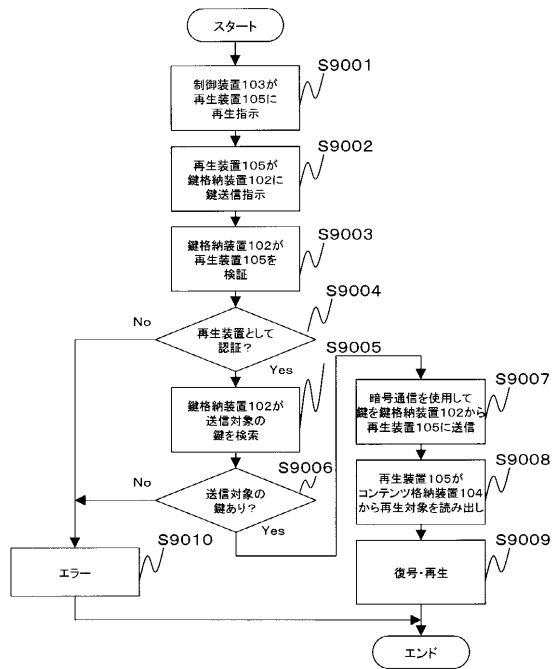 スタート
S9001
制御装置103が
再生装置105に
再生指示
S9002
再生装置105が
鍵格納装置102に
鍵送信指示
S9003
鍵格納装置102が
再生装置105を
検証
S9004
再生装置として
認証?
No
Yes
S9005
鍵格納装置102が
送信対象の
鍵を検索
S9006
送信対象の
鍵あり?
No
Yes
S9007
暗号通信を使用して
鍵を鍵格納装置102から
再生装置105に送信
S9008
再生装置105が
コンテンツ格納装置104
から再生対象を読み出し
S9009
復号・再生
S9010
エラー
エンド